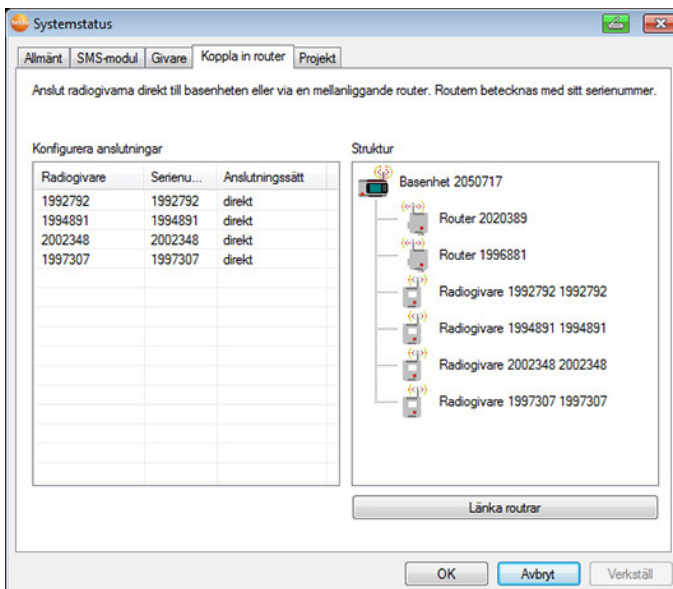 Systemstatus
Allmänt SMS-modul Givare Koppla in router Projekt
Anslut radiogivarna direkt till basenheten eller via en mellanliggande router. Routern betecknas med sitt serienummer.
Konfigurera anslutningar
Radiogivare Serienu... Anslutningssätt
1992792 1992792 direkt
1994891 1994891 direkt
2002348 2002348 direkt
1997307 1997307 direkt
Struktur
Basenhet 2050717
Router 2020389
Router 1996881
Radiogivare 1992792 1992792
Radiogivare 1994891 1994891
Radiogivare 2002348 2002348
Radiogivare 1997307 1997307
Länka routrar
OK Avbryt Verkställ